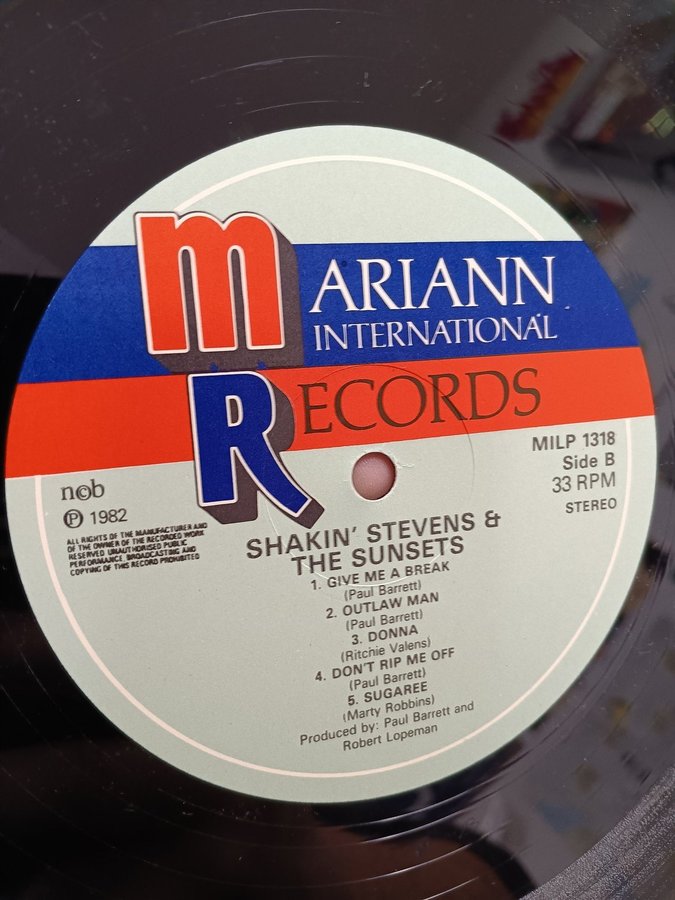 MARIANN
INTERNATIONAL
RECORDS
MILP 1318
Side B
33 RPM
STEREO
n©b
℗ 1982
ALL RIGHTS OF THE MANUFACTURER AND
OF THE OWNER OF THE RECORDED WORK
RESERVED UNAUTHORISED PUBLIC
PERFORMANCE, BROADCASTING AND
COPYING OF THIS RECORD PROHIBITED
SHAKIN' STEVENS &
THE SUNSETS
1. GIVE ME A BREAK
(Paul Barrett)
2. OUTLAW MAN
(Paul Barrett)
3. DONNA
(Ritchie Valens)
4. DON'T RIP ME OFF
(Paul Barrett)
5. SUGAREE
(Marty Robbins)
Produced by: Paul Barrett and
Robert Lopeman